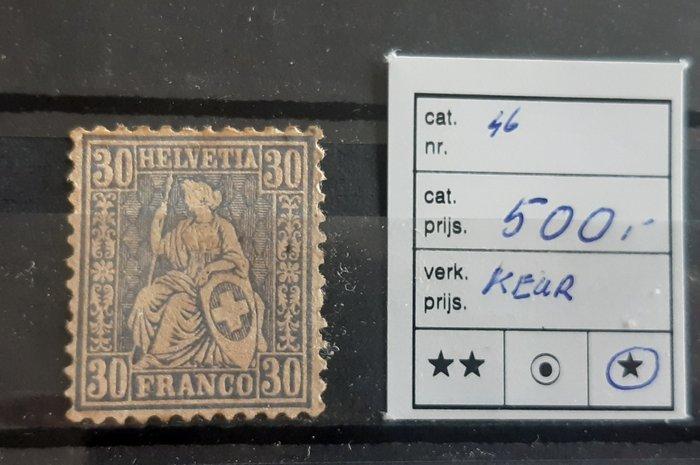 30 HELVETIA 30
30 FRANCO 30
cat. nr. 46
cat. prijs. 500,-
verk. prijs. KEUR